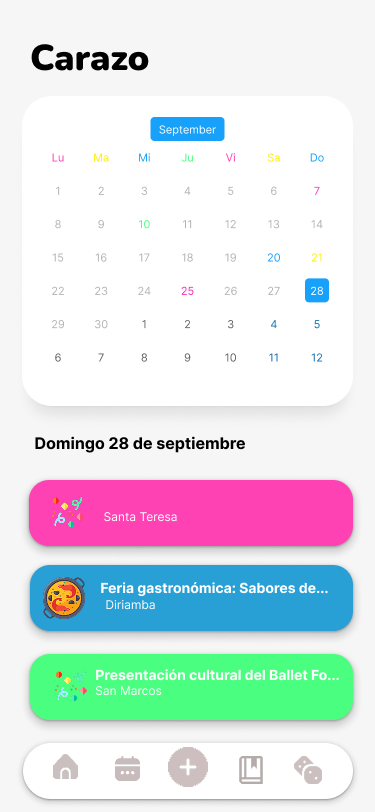 Carazo
September
Lu Ma Mi Ju Vi Sa Do
1 2 3 4 5 6 7
8 9 10 11 12 13 14
15 16 17 18 19 20 21
22 23 24 25 26 27 28
29 30 1 2 3 4 5
6 7 8 9 10 11 12
Domingo 28 de septiembre
Santa Teresa
Feria gastronómica: Sabores de...
Diriamba
Presentación cultural del Ballet Fo...
San Marcos